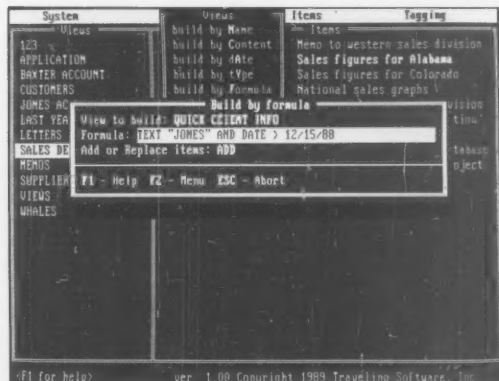 System Views Items Tagging
Views
Items
123
APPLICATION
BAXTER ACCOUNT
CUSTOMERS
JONES AC
LAST YEA
LETTERS
SALES DE
MEMOS
SUPPLIER
VIEWS
WHALES
build by Name
build by Content
build by dAte
build by tYpe
build by Formula
Memo to western sales division
Sales figures for Alabama
Sales figures for Colorado
National sales graphs
vision
tabase
oject
Build by formula
View to build: QUICK CLIENT INFO
Formula: TEXT "JONES" AND DATE > 12/15/88
Add or Replace items: ADD
F1 - Help F2 - Menu ESC - Abort
<F1 for help> ver 1.00 Copyright 1989 Traveling Software, Inc